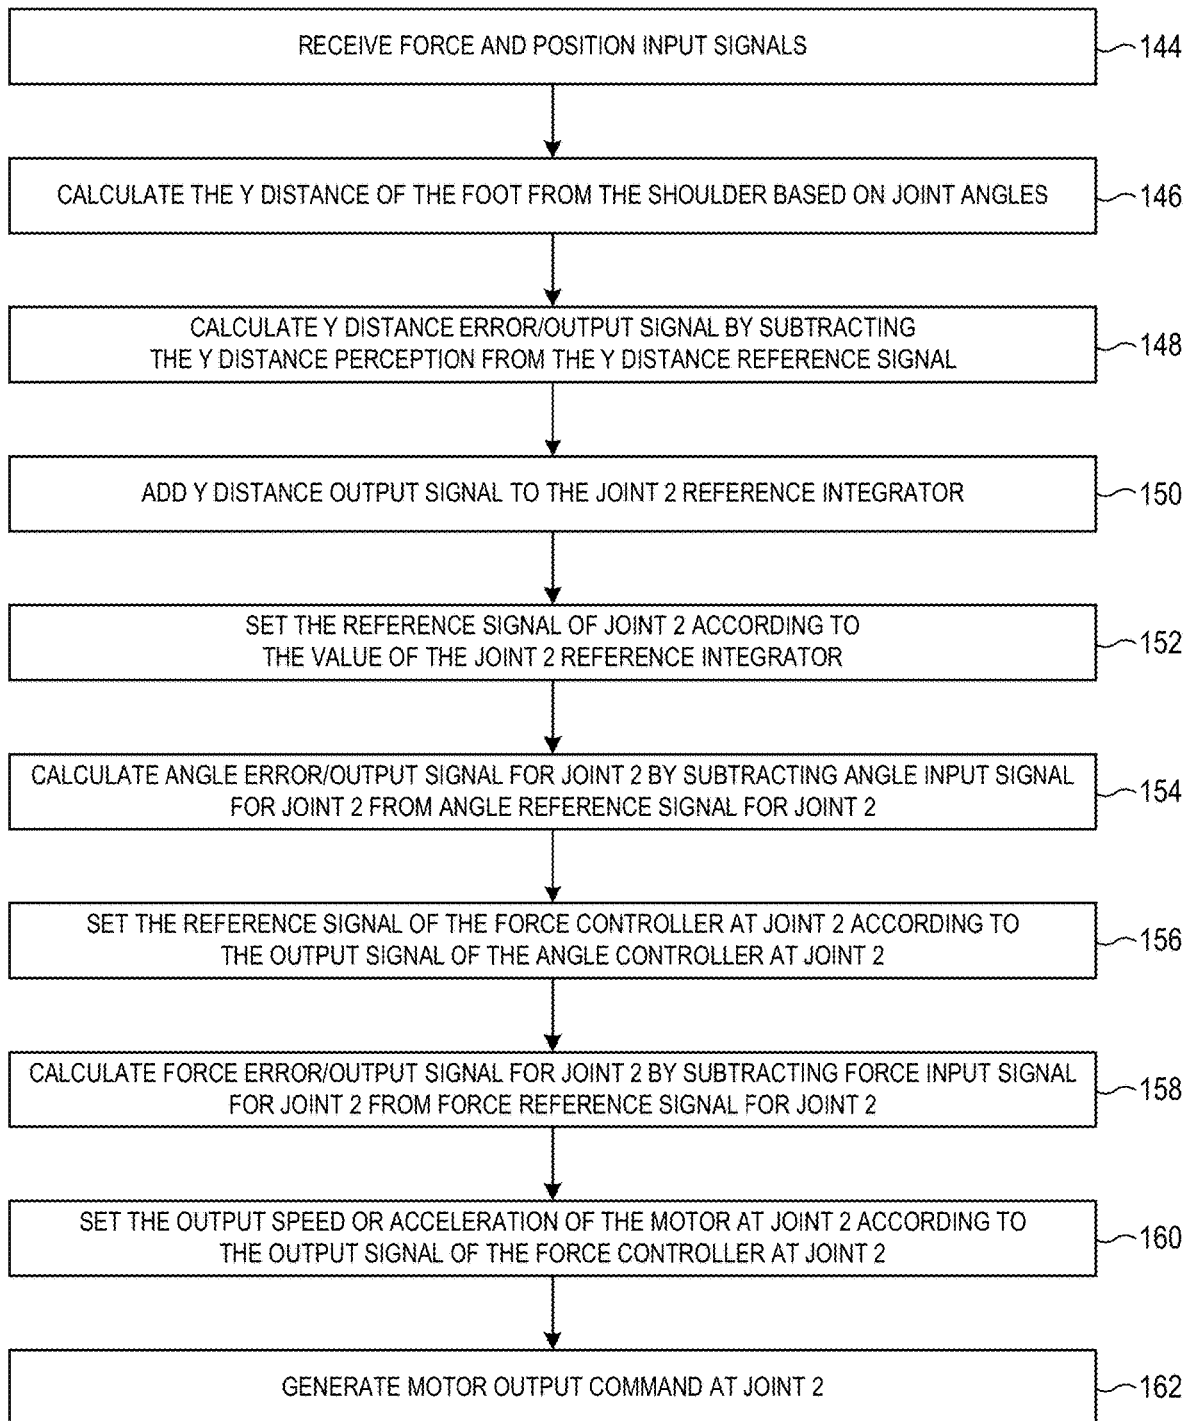 RECEIVE FORCE AND POSITION INPUT SIGNALS
144
CALCULATE THE Y DISTANCE OF THE FOOT FROM THE SHOULDER BASED ON JOINT ANGLES
146
CALCULATE Y DISTANCE ERROR/OUTPUT SIGNAL BY SUBTRACTING
THE Y DISTANCE PERCEPTION FROM THE Y DISTANCE REFERENCE SIGNAL
148
ADD Y DISTANCE OUTPUT SIGNAL TO THE JOINT 2 REFERENCE INTEGRATOR
150
SET THE REFERENCE SIGNAL OF JOINT 2 ACCORDING TO
THE VALUE OF THE JOINT 2 REFERENCE INTEGRATOR
152
CALCULATE ANGLE ERROR/OUTPUT SIGNAL FOR JOINT 2 BY SUBTRACTING ANGLE INPUT SIGNAL
FOR JOINT 2 FROM ANGLE REFERENCE SIGNAL FOR JOINT 2
154
SET THE REFERENCE SIGNAL OF THE FORCE CONTROLLER AT JOINT 2 ACCORDING TO
THE OUTPUT SIGNAL OF THE ANGLE CONTROLLER AT JOINT 2
156
CALCULATE FORCE ERROR/OUTPUT SIGNAL FOR JOINT 2 BY SUBTRACTING FORCE INPUT SIGNAL
FOR JOINT 2 FROM FORCE REFERENCE SIGNAL FOR JOINT 2
158
SET THE OUTPUT SPEED OR ACCELERATION OF THE MOTOR AT JOINT 2 ACCORDING TO
THE OUTPUT SIGNAL OF THE FORCE CONTROLLER AT JOINT 2
160
GENERATE MOTOR OUTPUT COMMAND AT JOINT 2
162